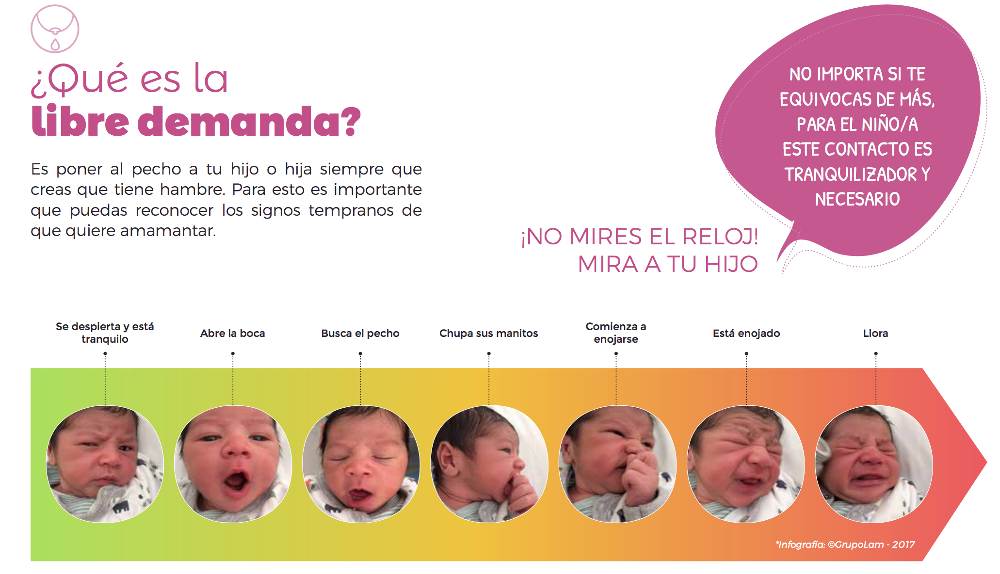 ¿Qué es la
libre demanda?
Es poner al pecho a tu hijo o hija siempre que
creas que tiene hambre. Para esto es importante
que puedas reconocer los signos tempranos de
que quiere amamantar.
NO IMPORTA SI TE
EQUIVOCAS DE MÁS,
PARA EL NIÑO/A
ESTE CONTACTO ES
TRANQUILIZADOR Y
NECESARIO
¡NO MIRES EL RELOJ!
MIRA A TU HIJO
Se despierta y está
tranquilo
Abre la boca
Busca el pecho
Chupa sus manitos
Comienza a
enojarse
Está enojado
Llora
*Infografía: ©GrupoLam - 2017